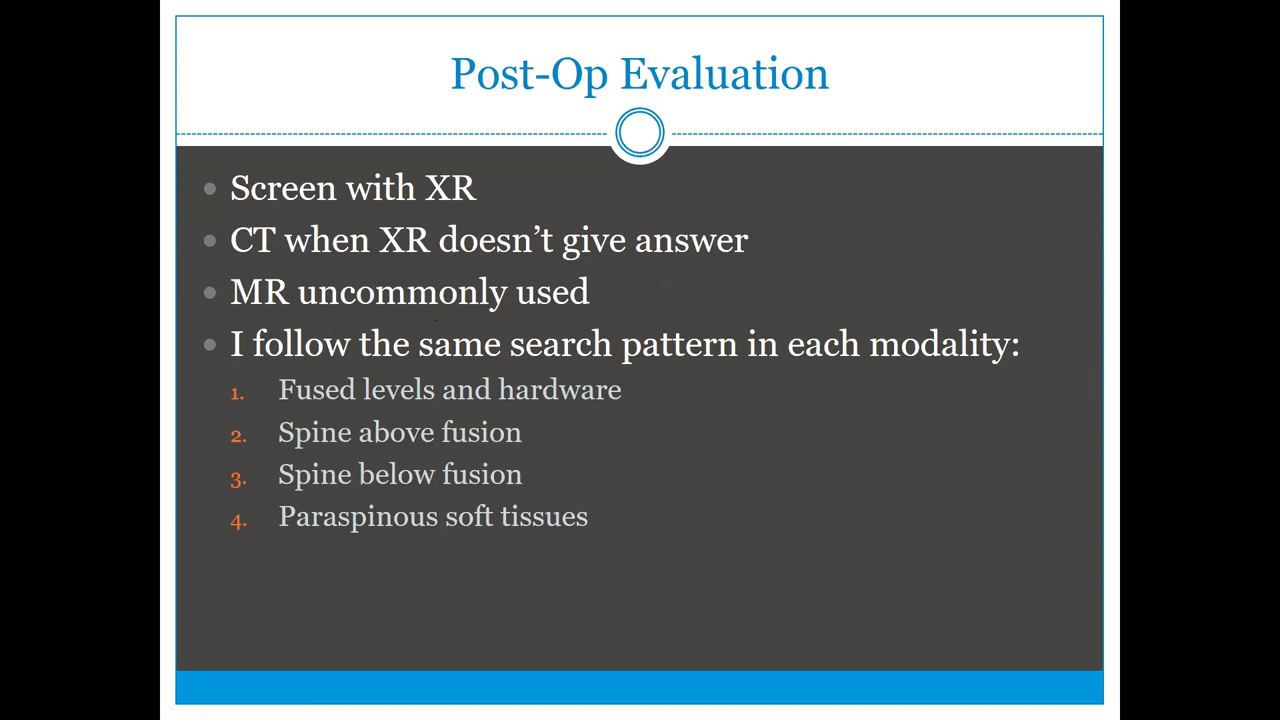 Post-Op Evaluation
• Screen with XR
• CT when XR doesn’t give answer
• MR uncommonly used
• I follow the same search pattern in each modality:
1. Fused levels and hardware
2. Spine above fusion
3. Spine below fusion
4. Paraspinous soft tissues